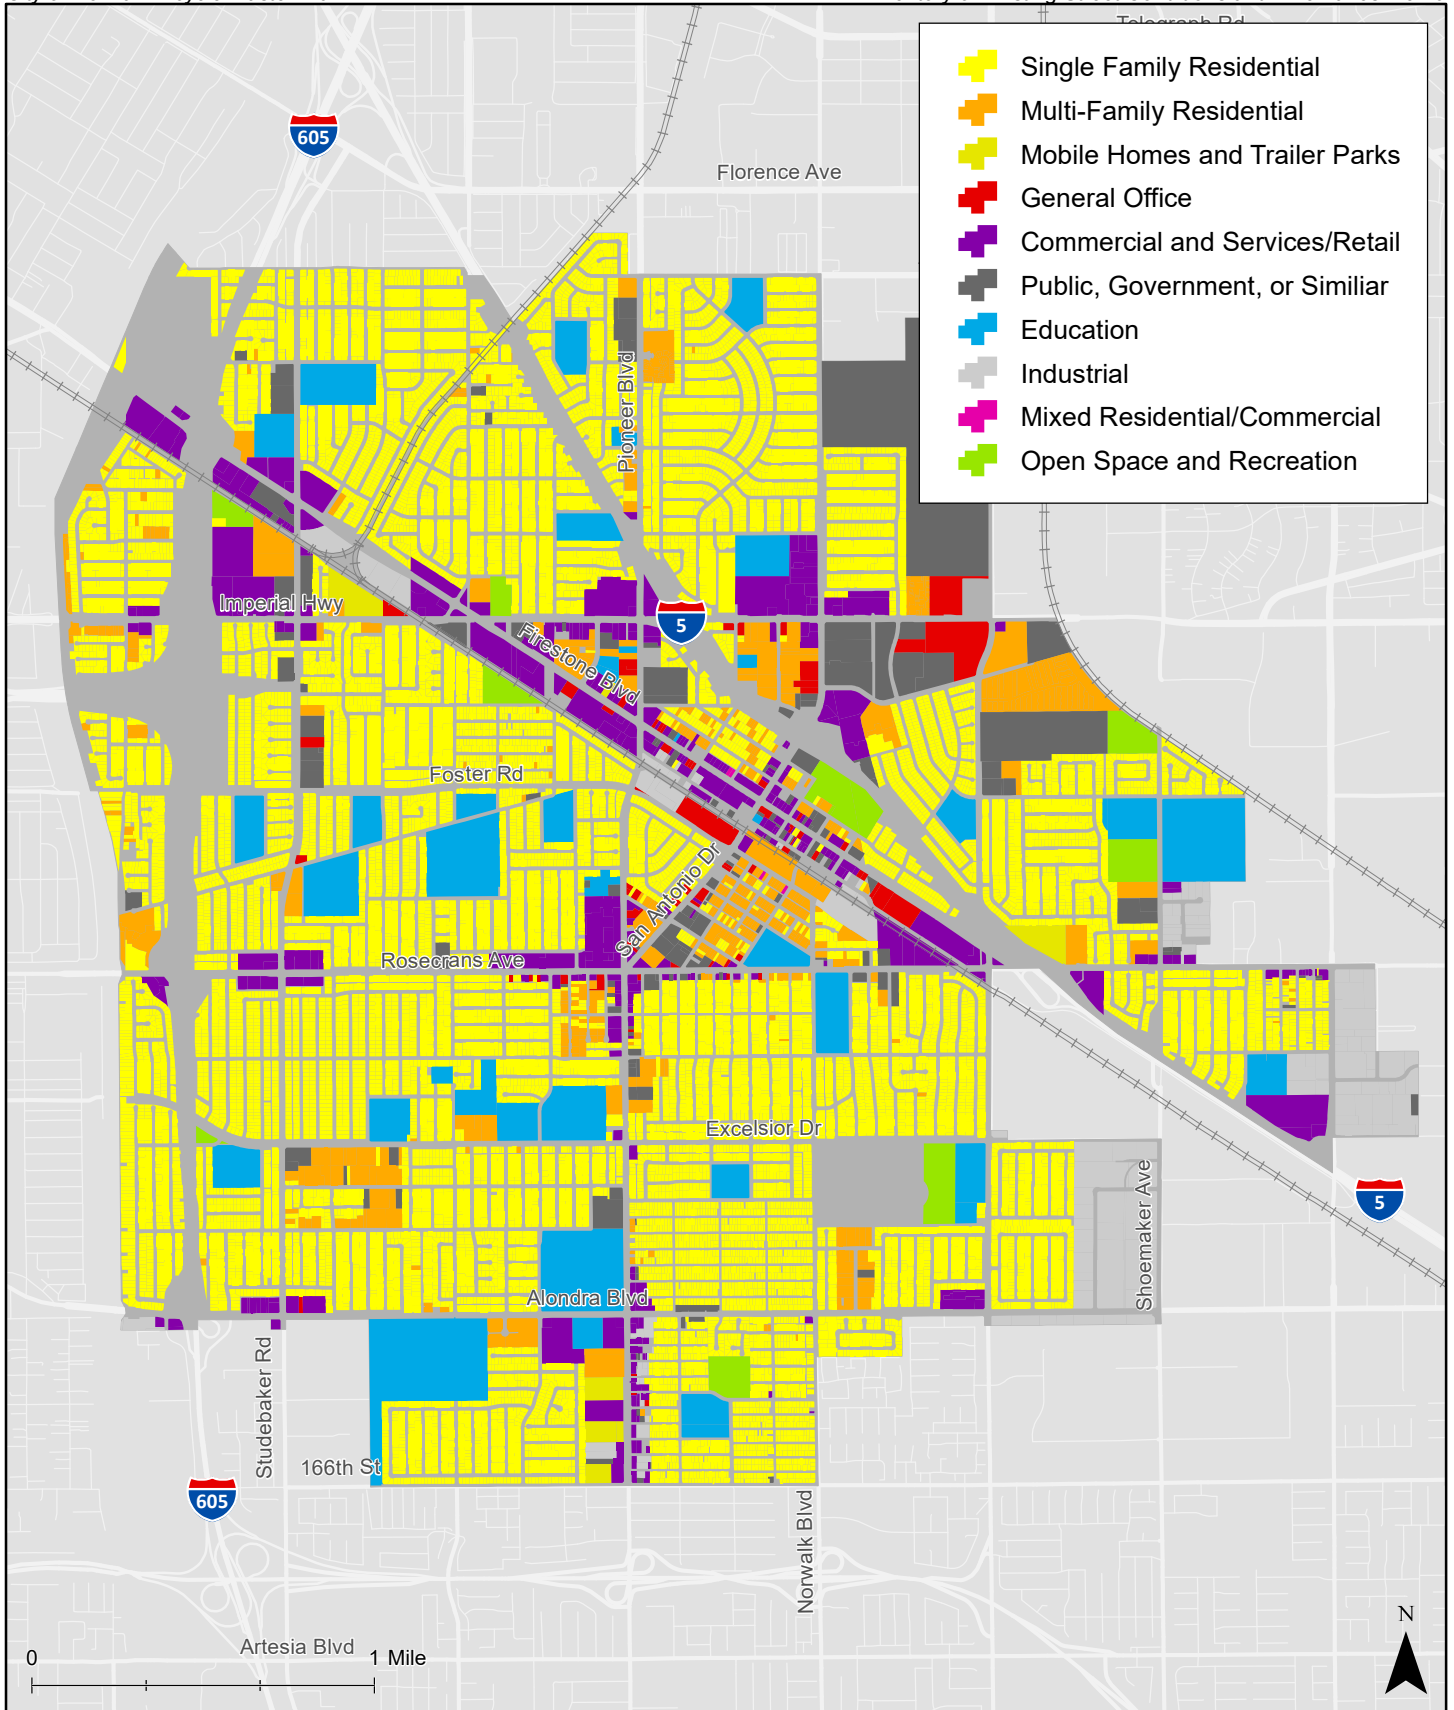 Telegraph Rd
Single Family Residential
Multi-Family Residential
Mobile Homes and Trailer Parks
General Office
Commercial and Services/Retail
Public, Government, or Similiar
Education
Industrial
Mixed Residential/Commercial
Open Space and Recreation
605
Florence Ave
Pioneer Blvd
Imperial Hwy
5
Firestone Blvd
Foster Rd
San Antonio Dr
Rosecrans Ave
Excelsior Dr
Shoemaker Ave
5
Alondra Blvd
Studebaker Rd
166th St
605
Norwalk Blvd
Artesia Blvd
0 1 Mile
N